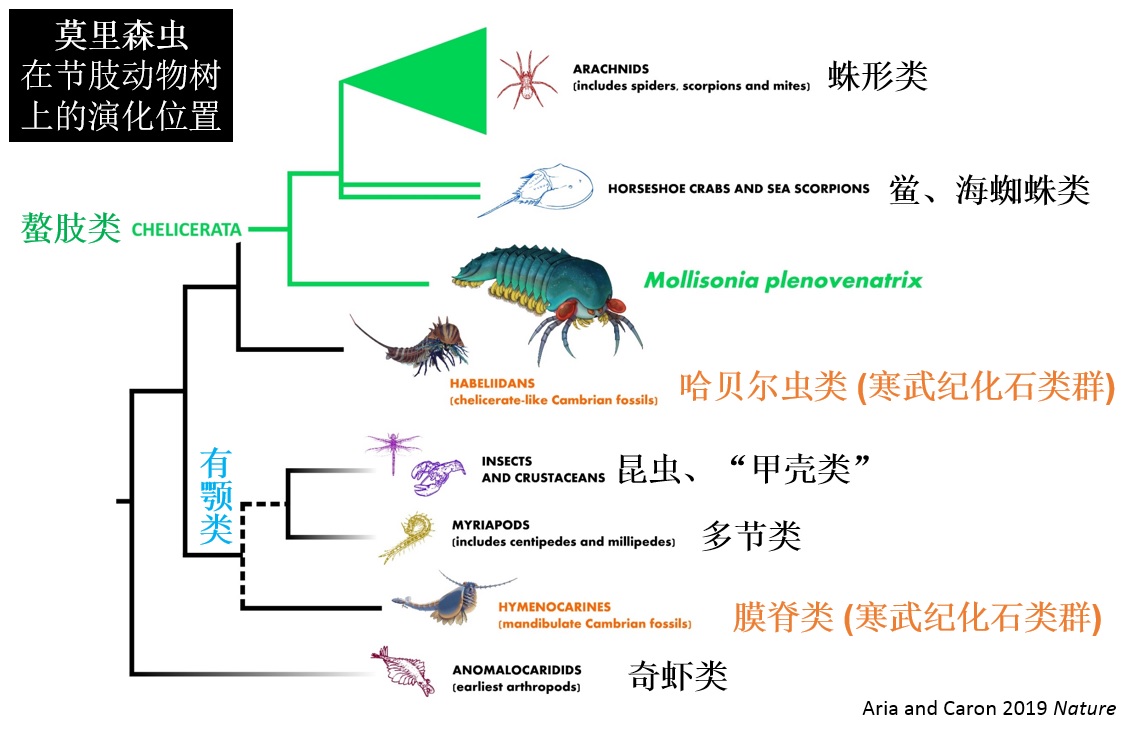 莫里森虫
在节肢动物树
上的演化位置
ARACHNIDS
(includes spiders, scorpions and mites)
蛛形类
HORSESHOE CRABS AND SEA SCORPIONS
鲎、海蜘蛛类
螯肢类 CHELICERATA
Mollisonia plenovenatrix
HABELIIDANS
(chelicerate-like Cambrian fossils)
哈贝尔虫类 (寒武纪化石类群)
有颚类
INSECTS
AND CRUSTACEANS
昆虫、“甲壳类”
MYRIAPODS
(includes centipedes and millipedes)
多节类
HYMENOCARINES
(mandibulate Cambrian fossils)
膜脊类 (寒武纪化石类群)
ANOMALOCARIDIDS
(earliest arthropods)
奇虾类
Aria and Caron 2019 Nature